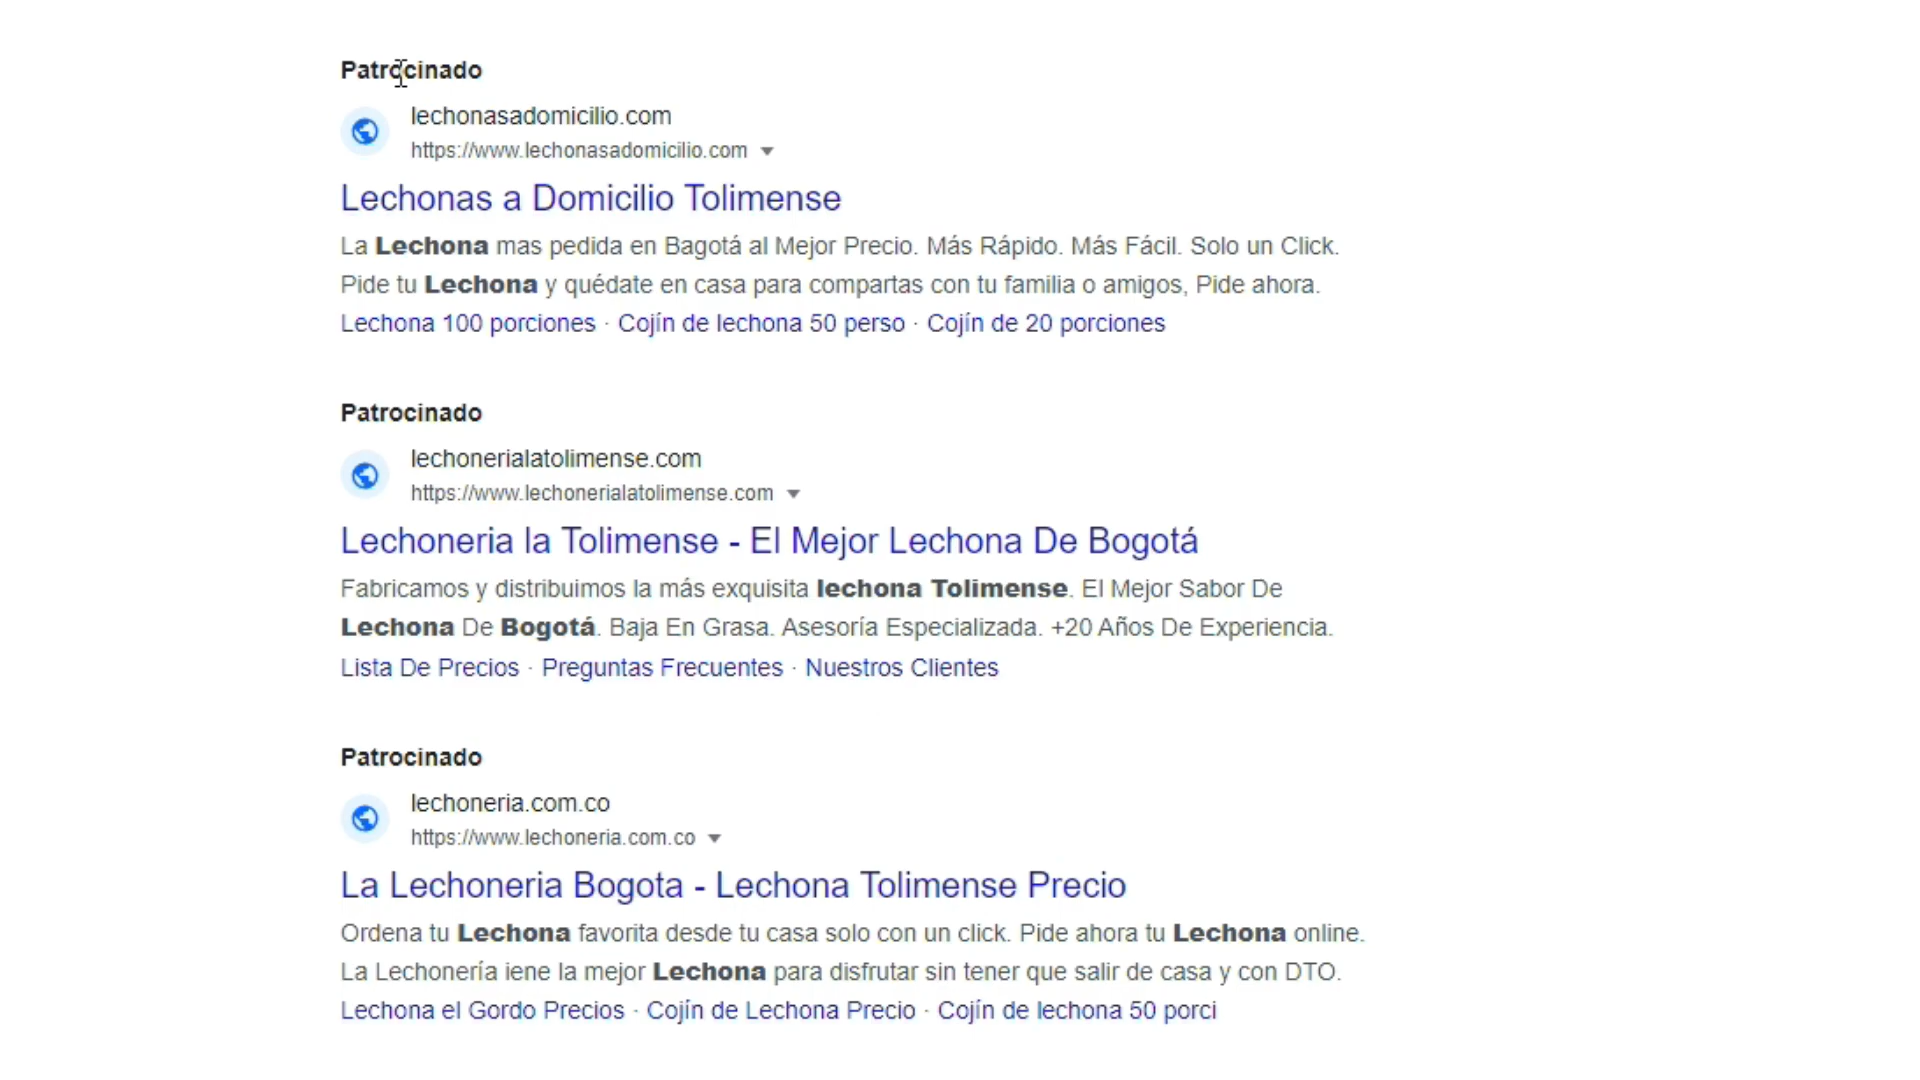 Patrocinado
lechonasadomicilio.com
https://www.lechonasadomicilio.com
Lechonas a Domicilio Tolimense
La Lechona mas pedida en Bagotá al Mejor Precio. Más Rápido. Más Fácil. Solo un Click.
Pide tu Lechona y quédate en casa para compartas con tu familia o amigos, Pide ahora.
Lechona 100 porciones · Cojín de lechona 50 perso · Cojín de 20 porciones
Patrocinado
lechonerialatolimense.com
https://www.lechonerialatolimense.com
Lechoneria la Tolimense - El Mejor Lechona De Bogotá
Fabricamos y distribuimos la más exquisita lechona Tolimense. El Mejor Sabor De
Lechona De Bogotá. Baja En Grasa. Asesoría Especializada. +20 Años De Experiencia.
Lista De Precios · Preguntas Frecuentes · Nuestros Clientes
Patrocinado
lechoneria.com.co
https://www.lechoneria.com.co
La Lechoneria Bogota - Lechona Tolimense Precio
Ordena tu Lechona favorita desde tu casa solo con un click. Pide ahora tu Lechona online.
La Lechonería iene la mejor Lechona para disfrutar sin tener que salir de casa y con DTO.
Lechona el Gordo Precios · Cojín de Lechona Precio · Cojín de lechona 50 porci